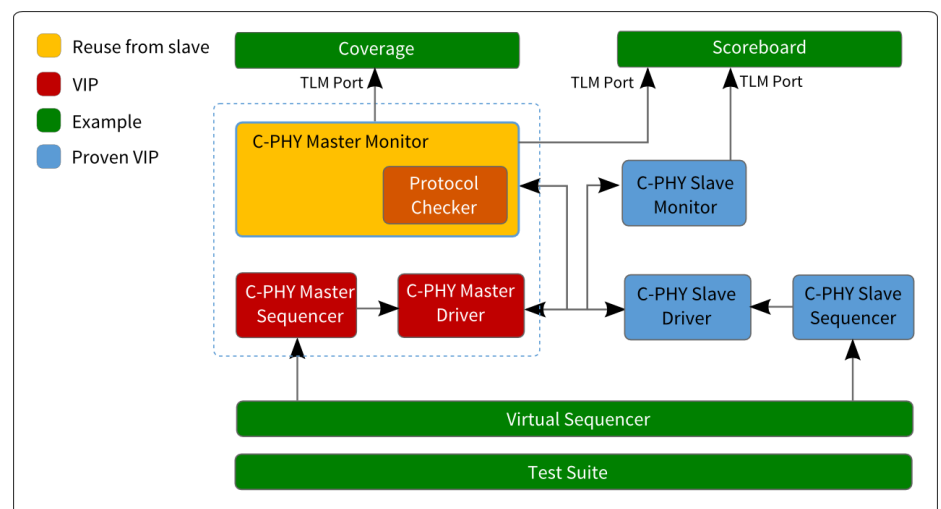 Reuse from slave
VIP
Example
Proven VIP
Coverage
Scoreboard
TLM Port
TLM Port
TLM Port
C-PHY Master Monitor
Protocol
Checker
C-PHY Slave
Monitor
C-PHY Master
Sequencer
C-PHY Master
Driver
C-PHY Slave
Driver
C-PHY Slave
Sequencer
Virtual Sequencer
Test Suite